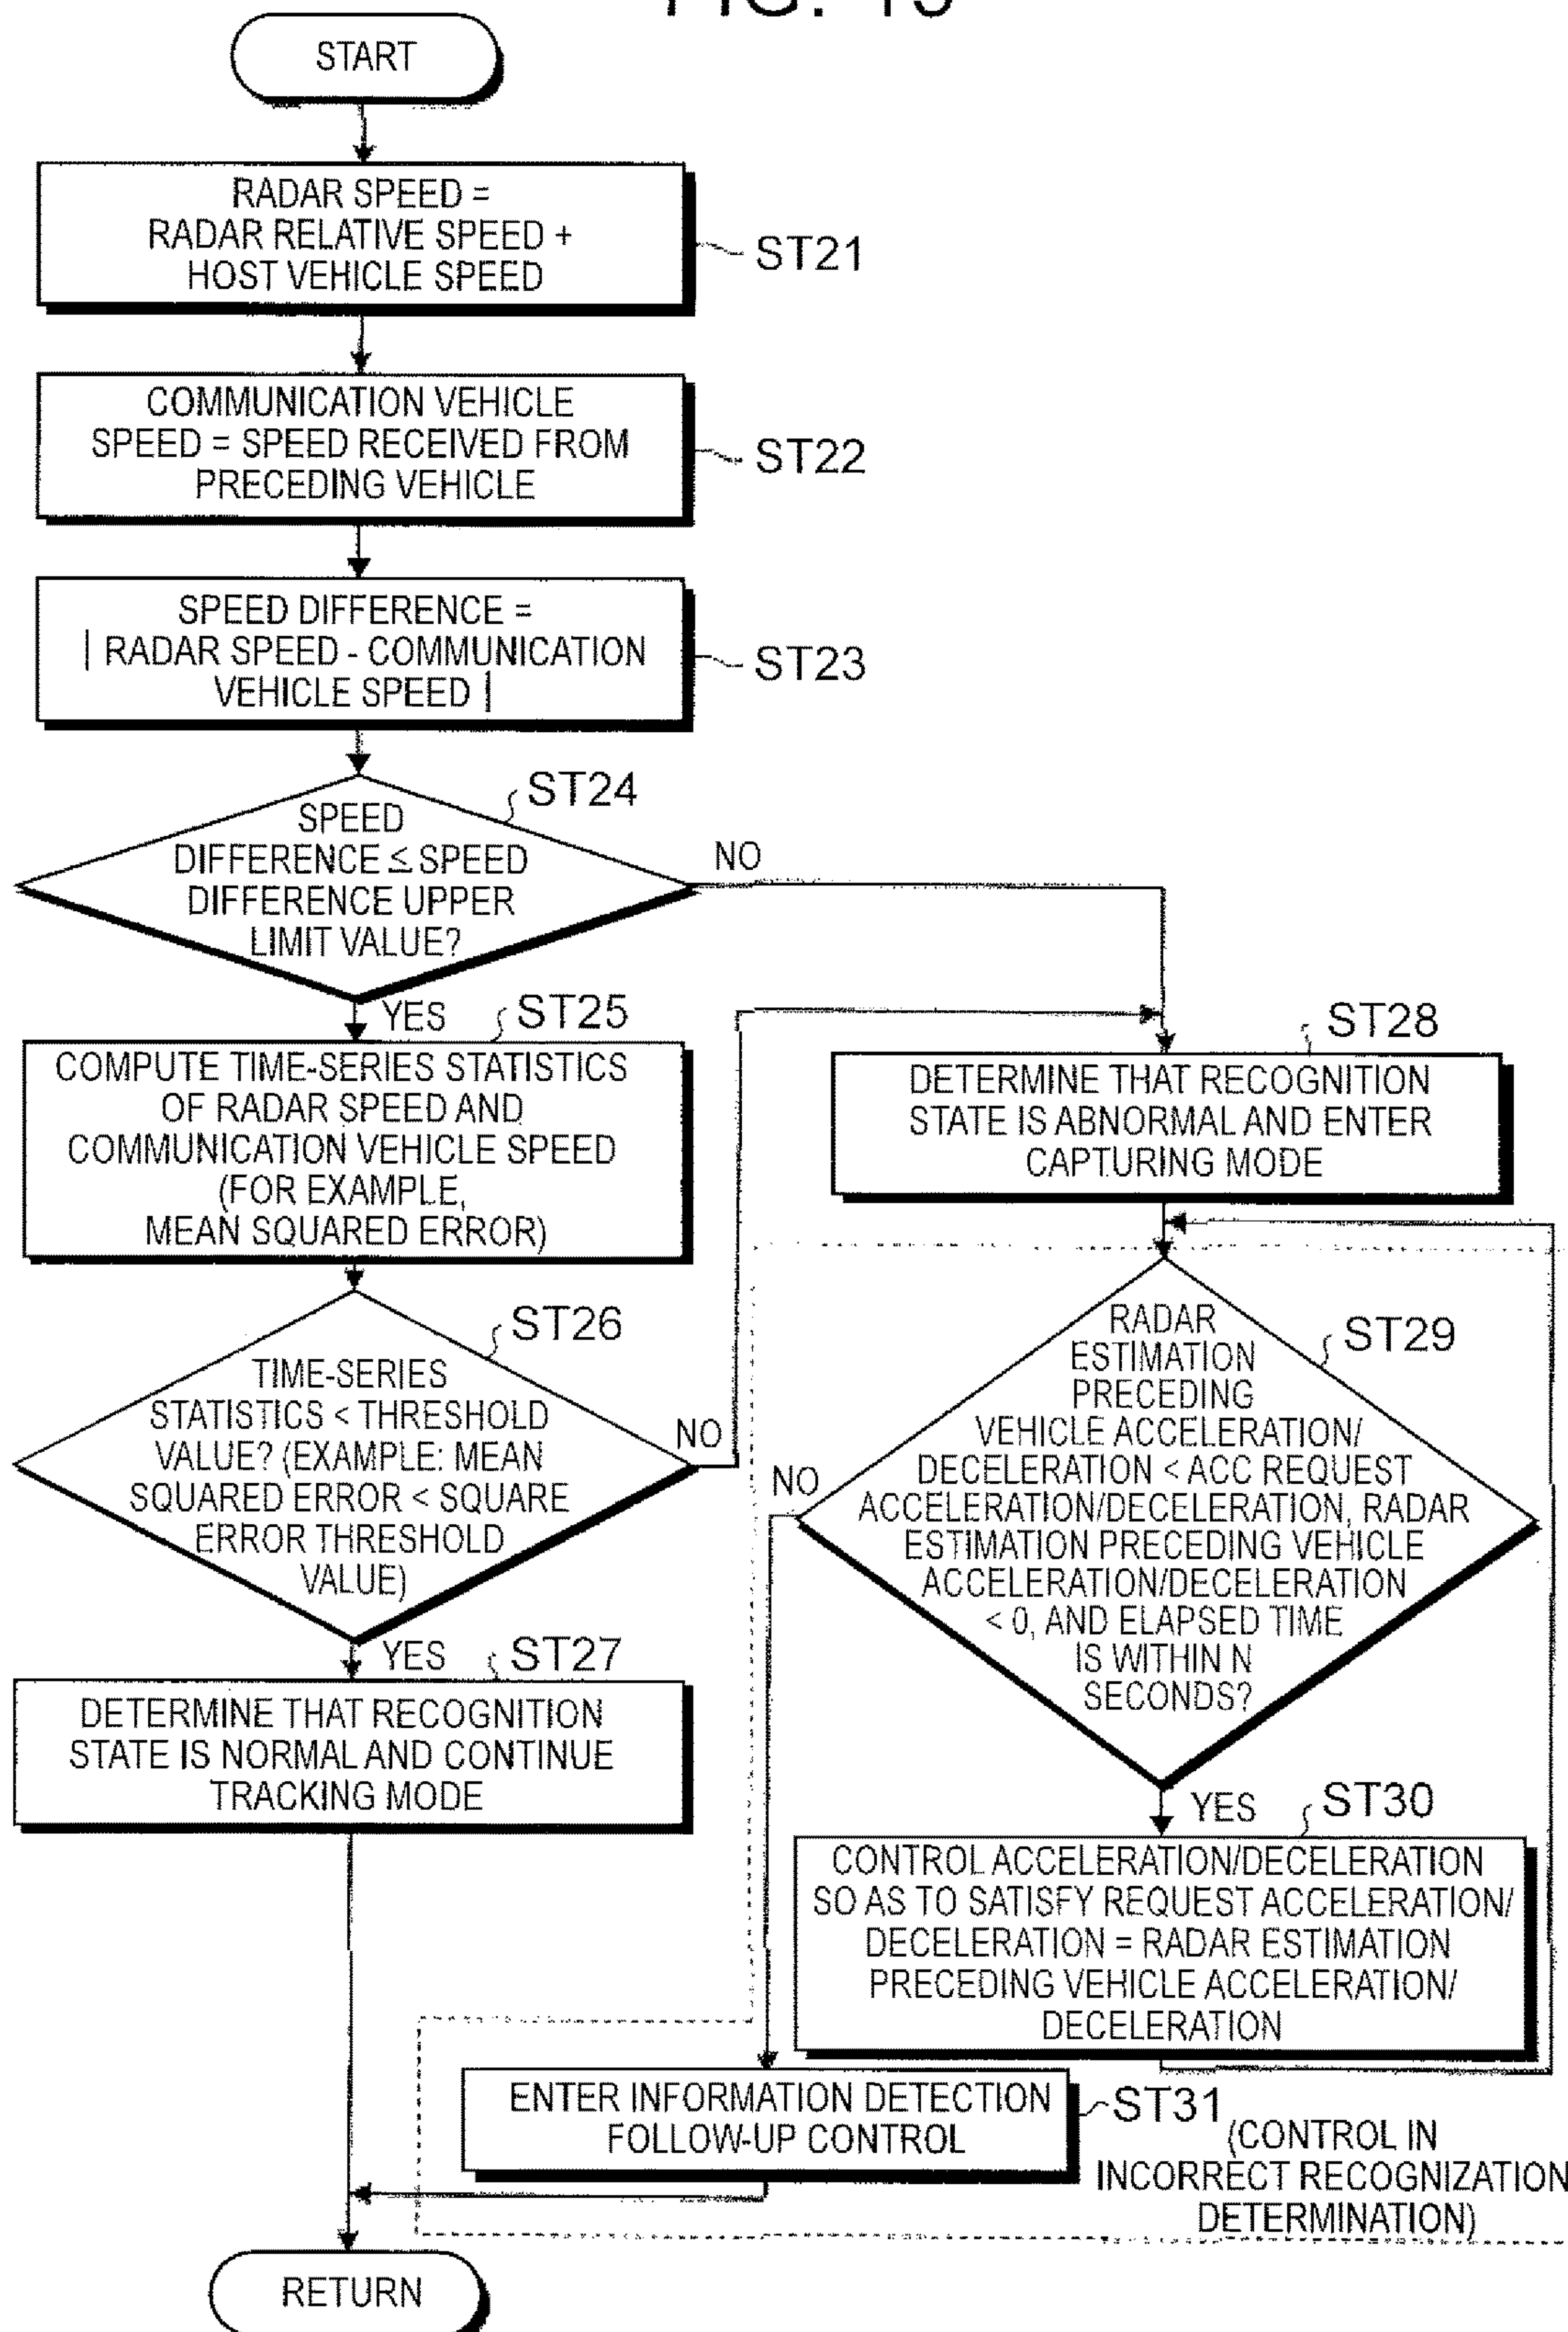 START
RADAR SPEED =
RADAR RELATIVE SPEED +
HOST VEHICLE SPEED
ST21
COMMUNICATION VEHICLE
SPEED = SPEED RECEIVED FROM
PRECEDING VEHICLE
ST22
SPEED DIFFERENCE =
| RADAR SPEED - COMMUNICATION
VEHICLE SPEED |
ST23
ST24
SPEED
DIFFERENCE ≤ SPEED
DIFFERENCE UPPER
LIMIT VALUE?
NO
YES
ST25
COMPUTE TIME-SERIES STATISTICS
OF RADAR SPEED AND
COMMUNICATION VEHICLE SPEED
(FOR EXAMPLE,
MEAN SQUARED ERROR)
ST26
TIME-SERIES
STATISTICS < THRESHOLD
VALUE? (EXAMPLE: MEAN
SQUARED ERROR < SQUARE
ERROR THRESHOLD
VALUE)
NO
YES
ST27
DETERMINE THAT RECOGNITION
STATE IS NORMAL AND CONTINUE
TRACKING MODE
ST28
DETERMINE THAT RECOGNITION
STATE IS ABNORMAL AND ENTER
CAPTURING MODE
ST29
RADAR
ESTIMATION
PRECEDING
VEHICLE ACCELERATION/
DECELERATION < ACC REQUEST
ACCELERATION/DECELERATION, RADAR
ESTIMATION PRECEDING VEHICLE
ACCELERATION/DECELERATION
< 0, AND ELAPSED TIME
IS WITHIN N
SECONDS?
NO
YES
ST30
CONTROL ACCELERATION/DECELERATION
SO AS TO SATISFY REQUEST ACCELERATION/
DECELERATION = RADAR ESTIMATION
PRECEDING VEHICLE ACCELERATION/
DECELERATION
ENTER INFORMATION DETECTION
FOLLOW-UP CONTROL
ST31
(CONTROL IN
INCORRECT RECOGNIZATION
DETERMINATION)
RETURN